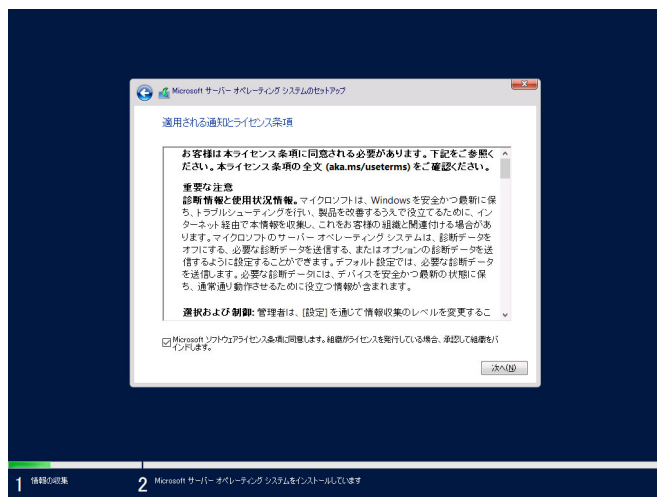 Microsoft サーバー オペレーティング システムのセットアップ
適用される通知とライセンス条項
お客様は本ライセンス条項に同意される必要があります。下記をご参照く
ださい。本ライセンス条項の全文 (aka.ms/useterms) をご確認ください。
重要な注意
診断情報と使用状況情報。マイクロソフトは、Windows を安全かつ最新に保
ち、トラブルシューティングを行い、製品を改善するうえで役立てるために、イン
ターネット経由で本情報を収集し、これをお客様の組織と関連付ける場合があ
ります。マイクロソフトのサーバー オペレーティング システムは、診断データを
オフにする、必要な診断データを送信する、またはオプションの診断データを送
信するように設定することができます。デフォルト設定では、必要な診断データ
を送信します。必要な診断データには、デバイスを安全かつ最新の状態に保
ち、通常通り動作させるために役立つ情報が含まれます。
選択および制御: 管理者は、[設定] を通じて情報収集のレベルを変更するこ
Microsoft ソフトウェアライセンス条項に同意します。組織がライセンスを発行している場合、承認して組織をバ
インドします。
次へ(N)
1 情報の収集
2 Microsoft サーバー オペレーティング システムをインストールしています